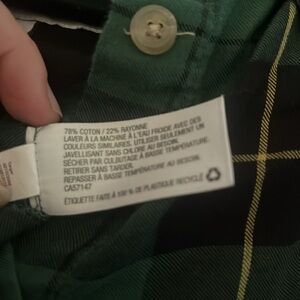 78% COTON / 22% RAYONNE
LAVER À LA MACHINE À L'EAU FROIDE AVEC DES
COULEURS SIMILAIRES. UTILISER SEULEMENT UN
JAVELLISANT SANS CHLORE AU BESOIN.
SÉCHER PAR CULBUTAGE À BASSE TEMPÉRATURE.
RETIRER SANS TARDER.
REPASSER À BASSE TEMPÉRATURE AU BESOIN.
CA57147
ÉTIQUETTE FAITE À 100 % DE PLASTIQUE RECYCLÉ